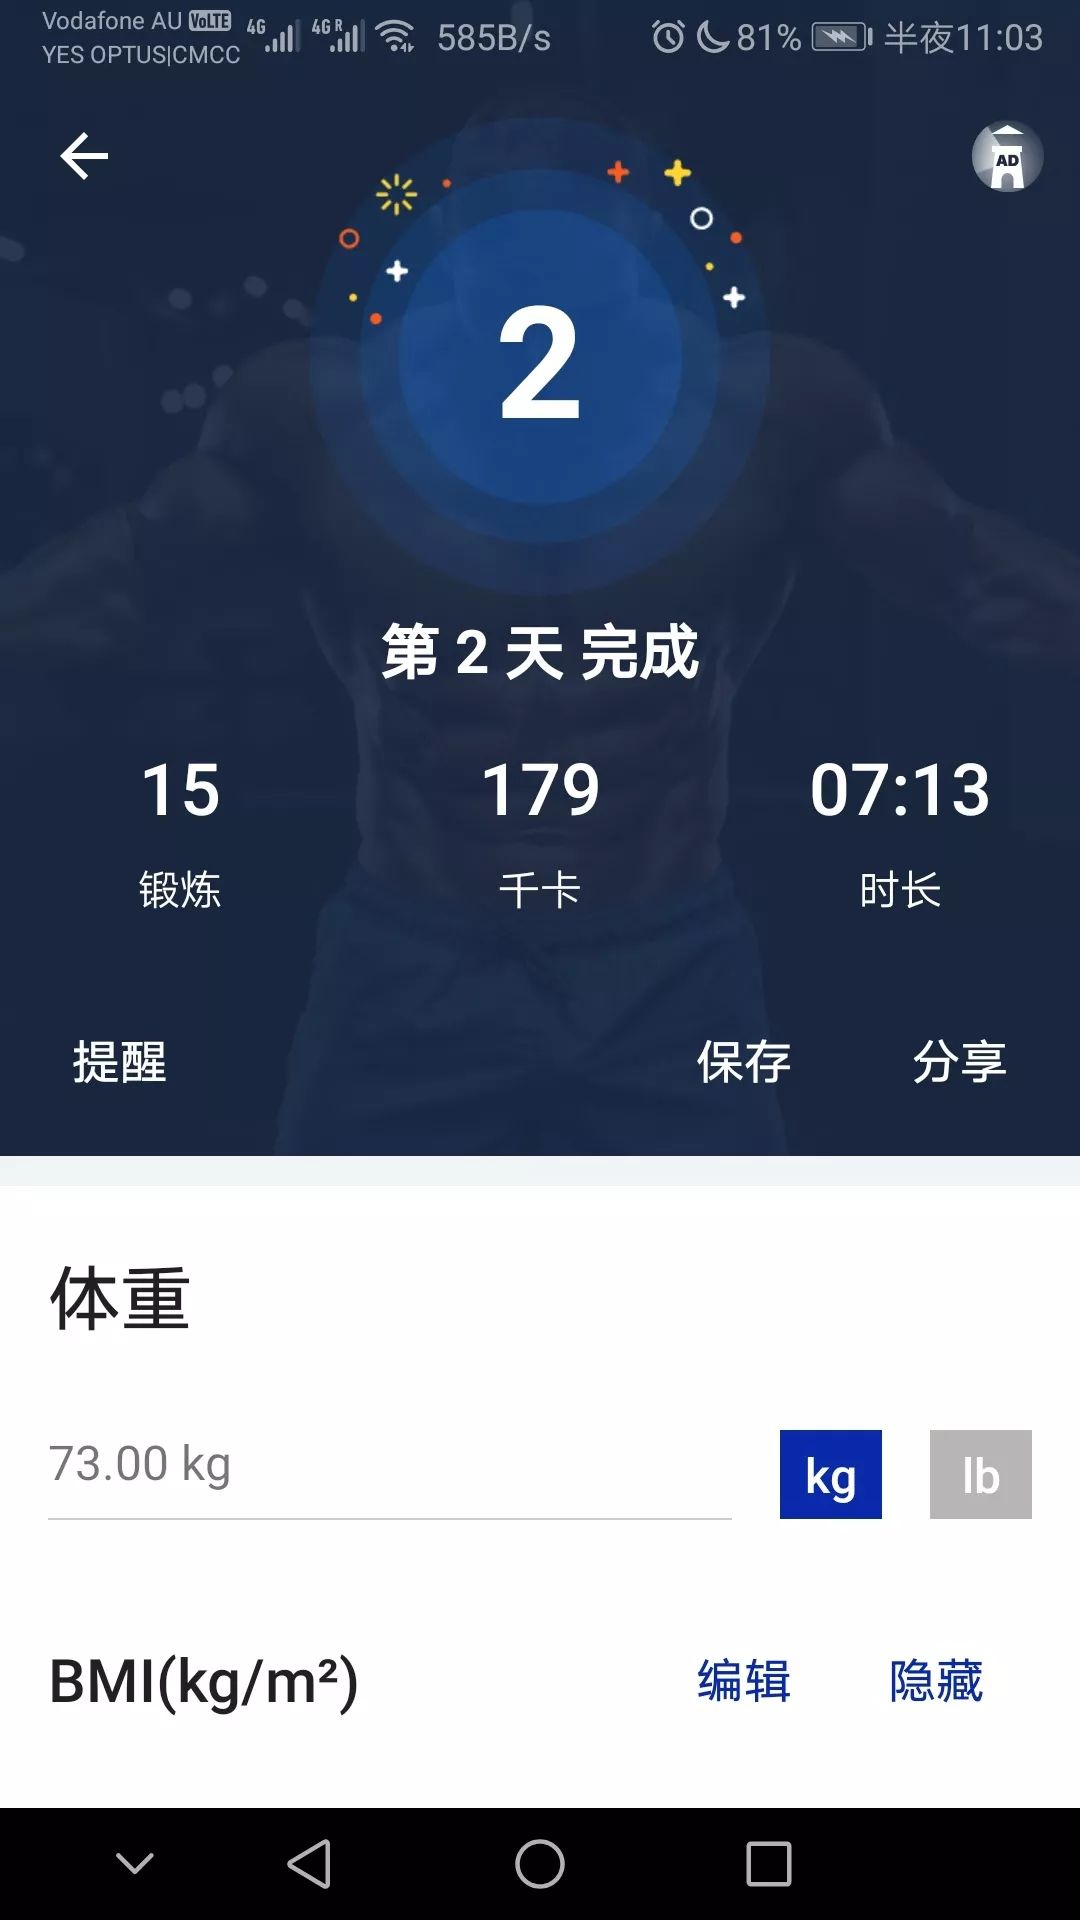 Vodafone AU VoLTE 4G 4G R 585B/s 81% 半夜11:03
YES OPTUS|CMCC
AD
2
第 2 天 完成
15 179 07:13
锻炼 千卡 时长
提醒 保存 分享
体重
73.00 kg kg lb
BMI(kg/m²) 编辑 隐藏